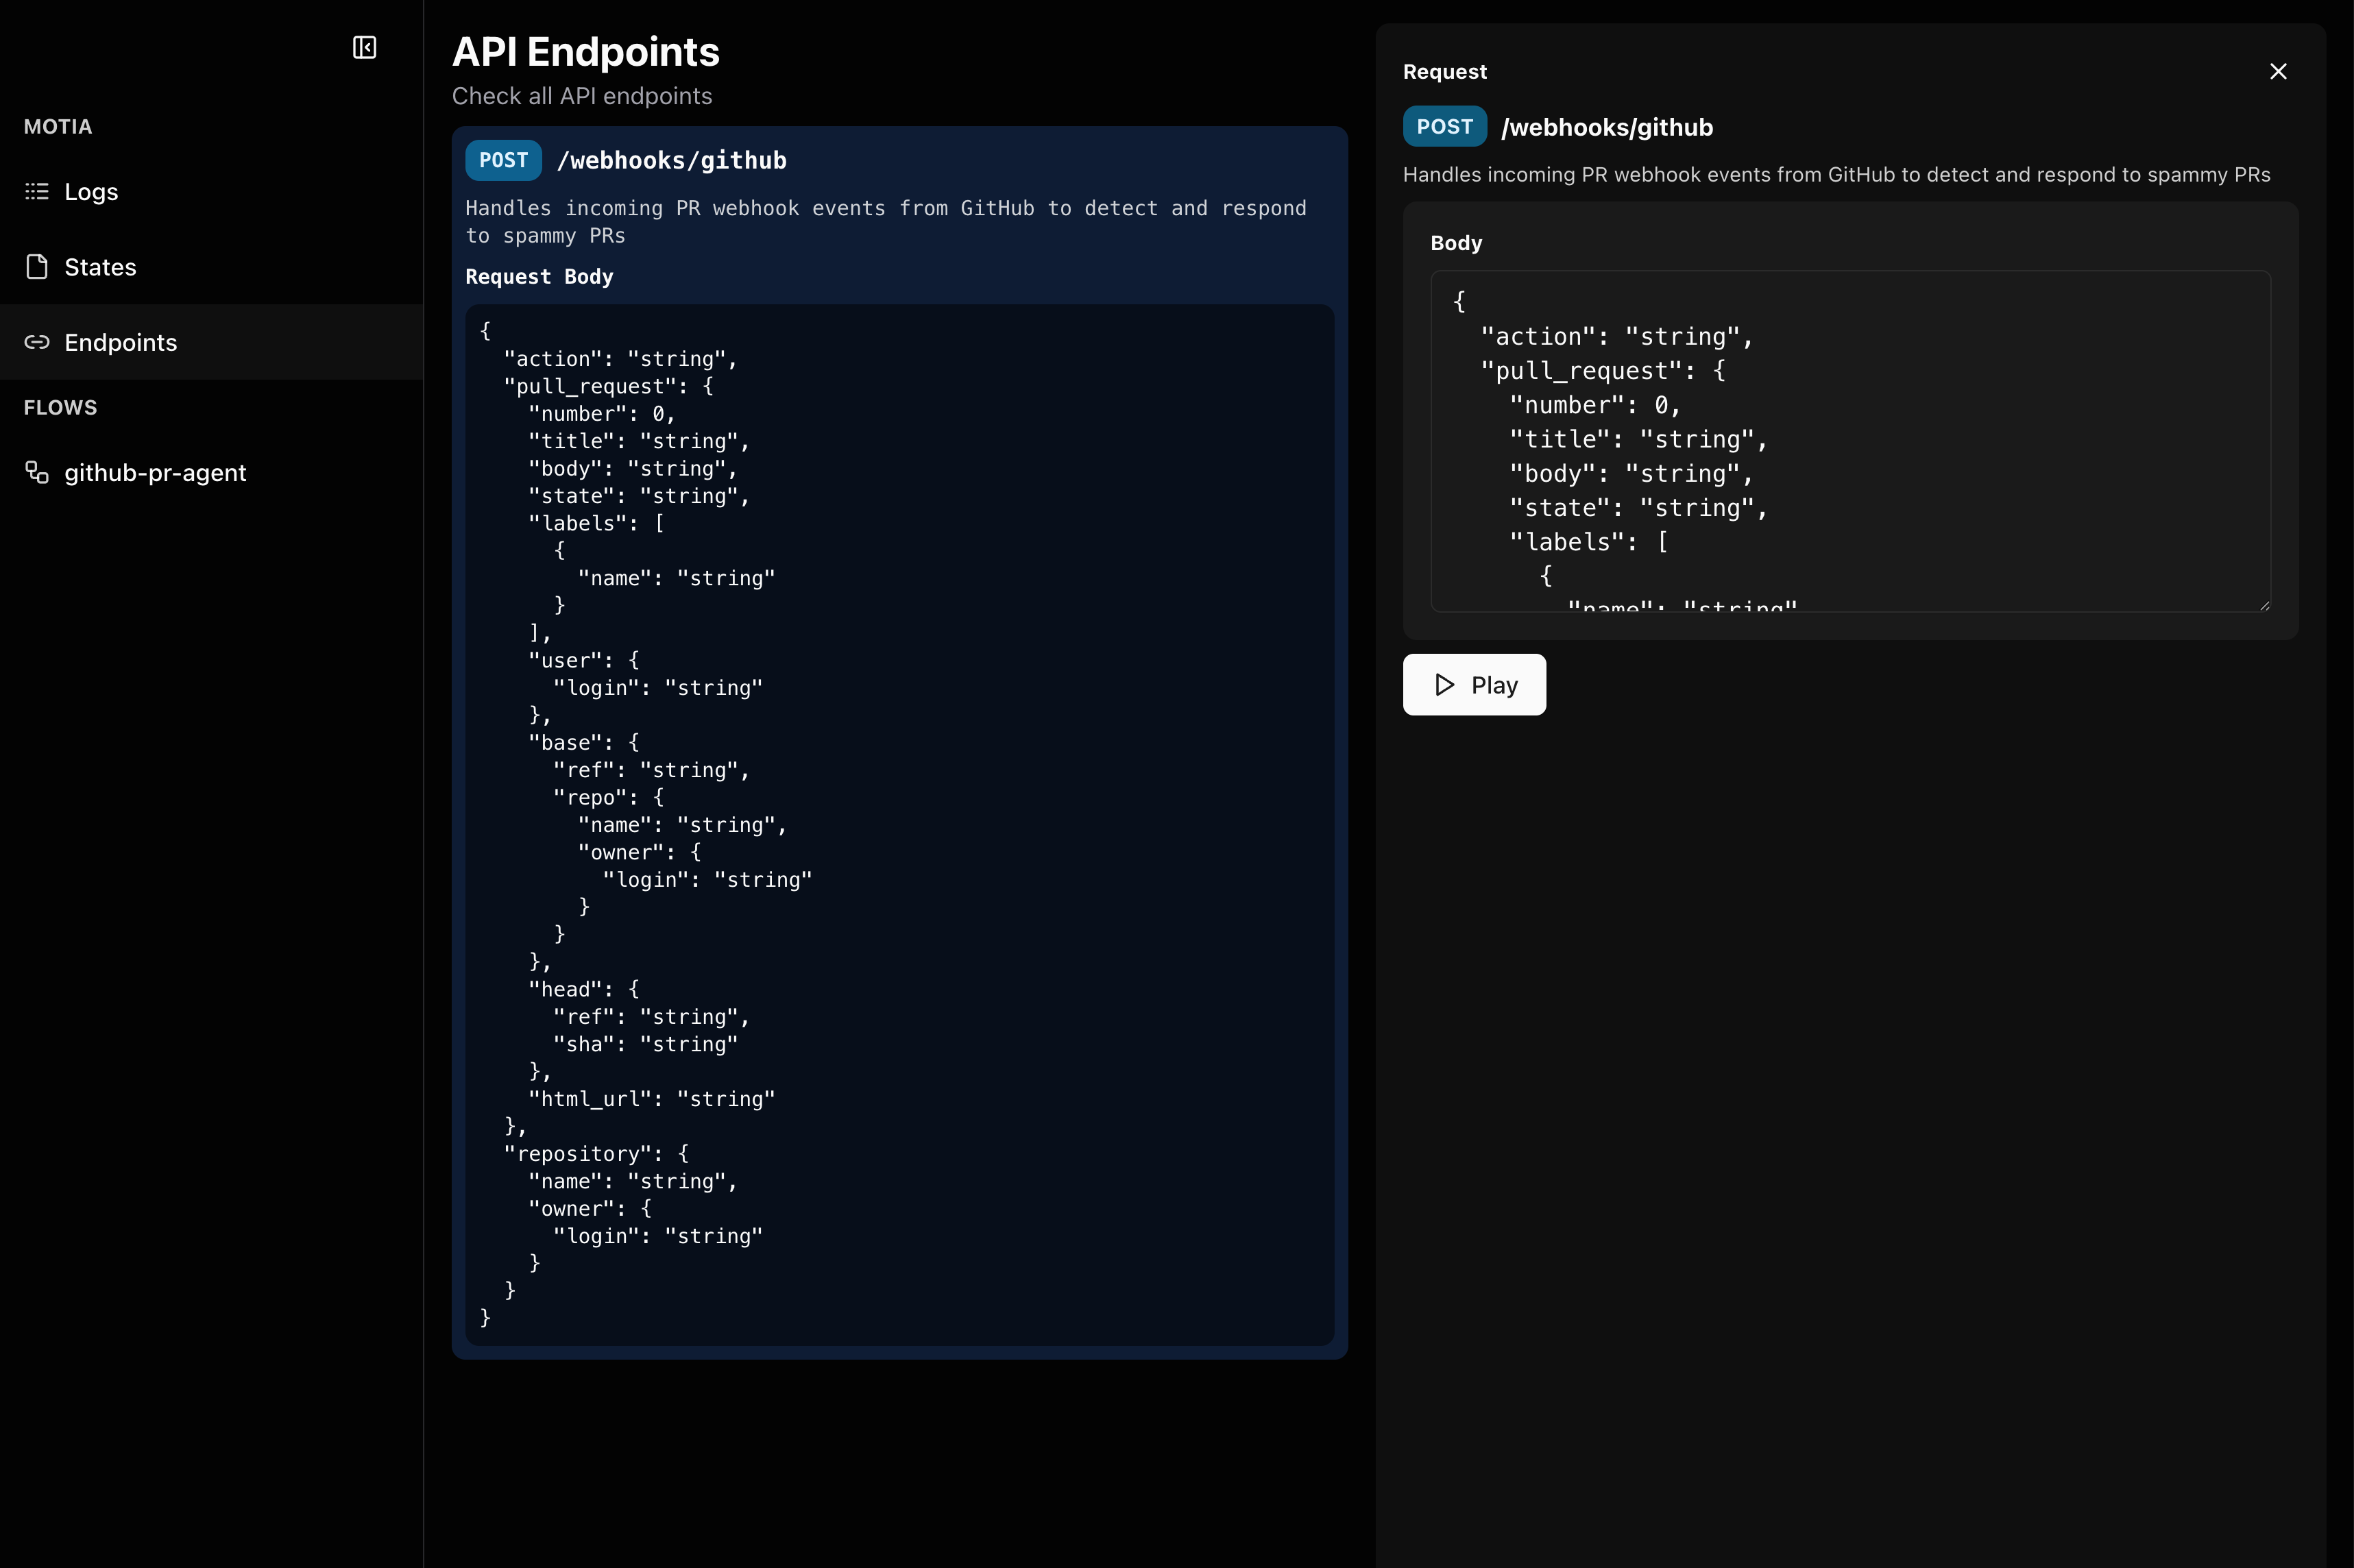 MOTIA
Logs
States
Endpoints
FLOWS
github-pr-agent
API Endpoints
Check all API endpoints
POST /webhooks/github
Handles incoming PR webhook events from GitHub to detect and respond
to spammy PRs
Request Body
{
  "action": "string",
  "pull_request": {
    "number": 0,
    "title": "string",
    "body": "string",
    "state": "string",
    "labels": [
      {
        "name": "string"
      }
    ],
    "user": {
      "login": "string"
    },
    "base": {
      "ref": "string",
      "repo": {
        "name": "string",
        "owner": {
          "login": "string"
        }
      }
    },
    "head": {
      "ref": "string",
      "sha": "string"
    },
    "html_url": "string"
  },
  "repository": {
    "name": "string",
    "owner": {
      "login": "string"
    }
  }
}
Request
POST /webhooks/github
Handles incoming PR webhook events from GitHub to detect and respond to spammy PRs
Body
{
  "action": "string",
  "pull_request": {
    "number": 0,
    "title": "string",
    "body": "string",
    "state": "string",
    "labels": [
      {
        "name": "string"
Play